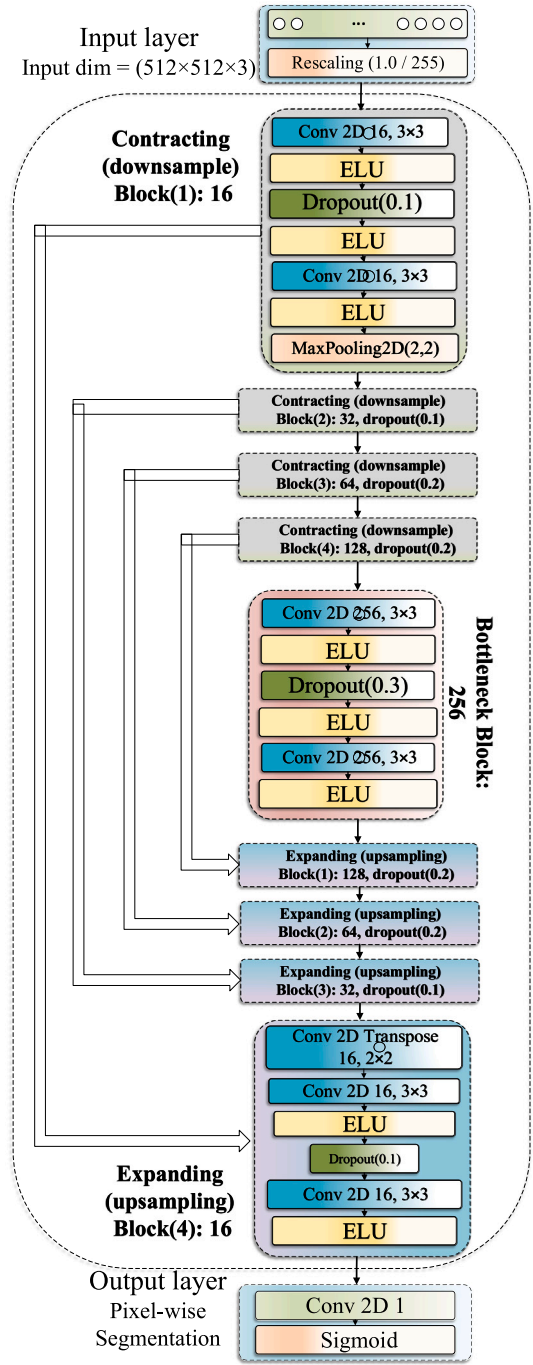 Input layer
Input dim = (512×512×3)
...
Rescaling (1.0 / 255)
Contracting
(downsample)
Block(1): 16
Conv 2D 16, 3×3
ELU
Dropout(0.1)
ELU
Conv 2D 16, 3×3
ELU
MaxPooling2D(2,2)
Contracting (downsample)
Block(2): 32, dropout(0.1)
Contracting (downsample)
Block(3): 64, dropout(0.2)
Contracting (downsample)
Block(4): 128, dropout(0.2)
Bottleneck Block:
256
Conv 2D 256, 3×3
ELU
Dropout(0.3)
ELU
Conv 2D 256, 3×3
ELU
Expanding (upsampling)
Block(1): 128, dropout(0.2)
Expanding (upsampling)
Block(2): 64, dropout(0.2)
Expanding (upsampling)
Block(3): 32, dropout(0.1)
Conv 2D Transpose
16, 2×2
Conv 2D 16, 3×3
ELU
Dropout(0.1)
Conv 2D 16, 3×3
ELU
Expanding
(upsampling)
Block(4): 16
Output layer
Pixel-wise
Segmentation
Conv 2D 1
Sigmoid